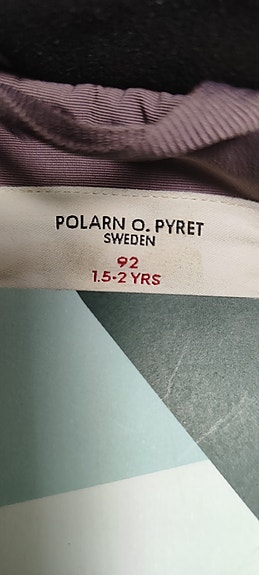 POLARN O. PYRET
SWEDEN
92
1.5-2 YRS